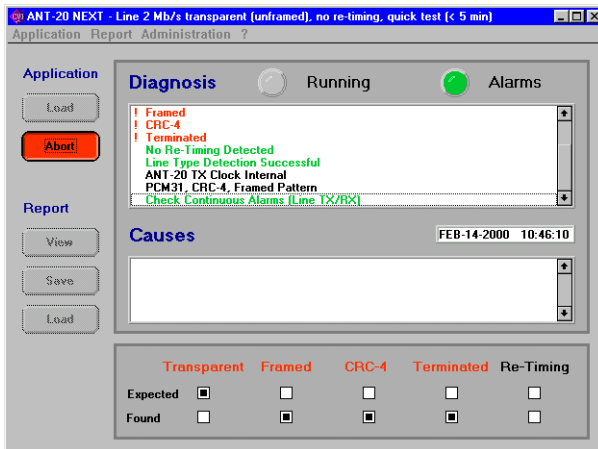 ANT-20 NEXT - Line 2 Mb/s transparent (unframed), no re-timing, quick test (< 5 min)
Application Report Administration ?
Application
Load
Abort
Report
View
Save
Load
Diagnosis Running Alarms
! Framed
! CRC-4
! Terminated
No Re-Timing Detected
Line Type Detection Successful
ANT-20 TX Clock Internal
PCM31, CRC-4, Framed Pattern
Check Continuous Alarms (Line TX/RX)
Causes FEB-14-2000 10:46:10
Transparent Framed CRC-4 Terminated Re-Timing
Expected
Found